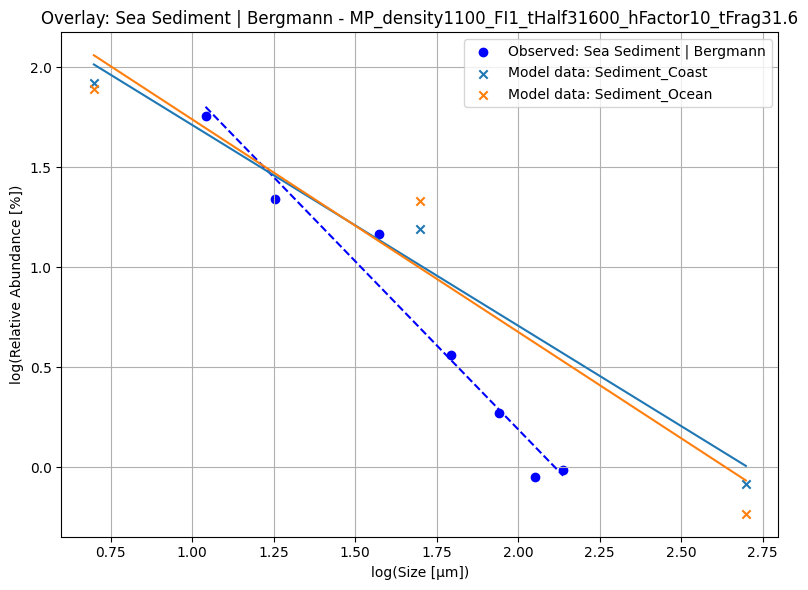 Overlay: Sea Sediment | Bergmann - MP_density1100_FI1_tHalf31600_hFactor10_tFrag31.6
Observed: Sea Sediment | Bergmann
Model data: Sediment_Coast
Model data: Sediment_Ocean
log(Relative Abundance [%])
2.0
1.5
1.0
0.5
0.0
0.75 1.00 1.25 1.50 1.75 2.00 2.25 2.50 2.75
log(Size [μm])